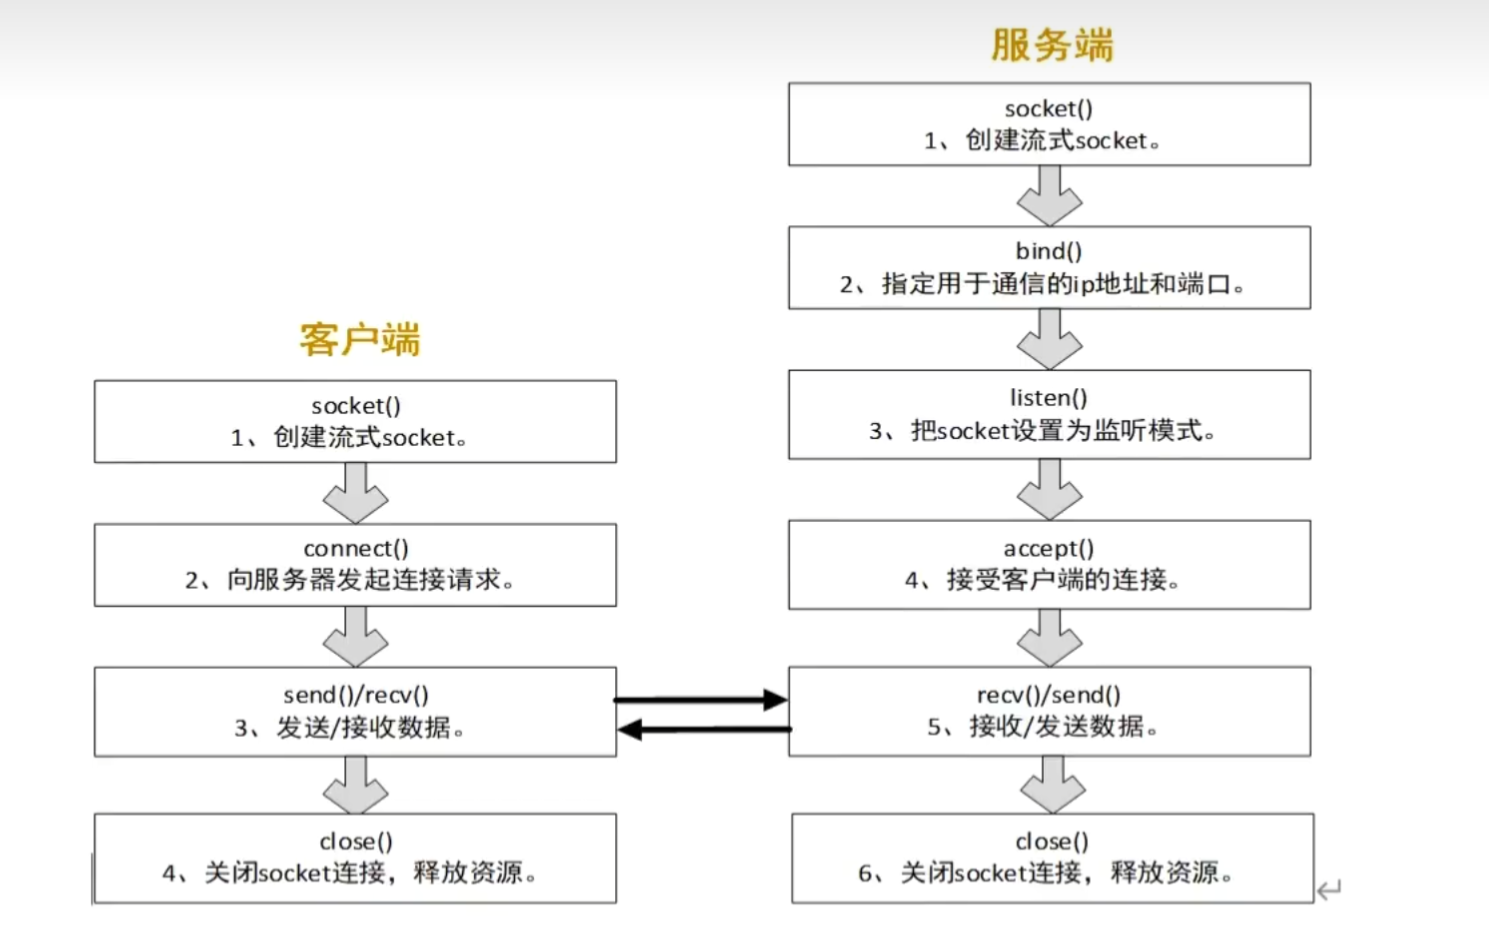 服务端
socket()
1、创建流式socket。
bind()
2、指定用于通信的ip地址和端口。
listen()
3、把socket设置为监听模式。
accept()
4、接受客户端的连接。
recv()/send()
5、接收/发送数据。
close()
6、关闭socket连接，释放资源。
客户端
socket()
1、创建流式socket。
connect()
2、向服务器发起连接请求。
send()/recv()
3、发送/接收数据。
close()
4、关闭socket连接，释放资源。